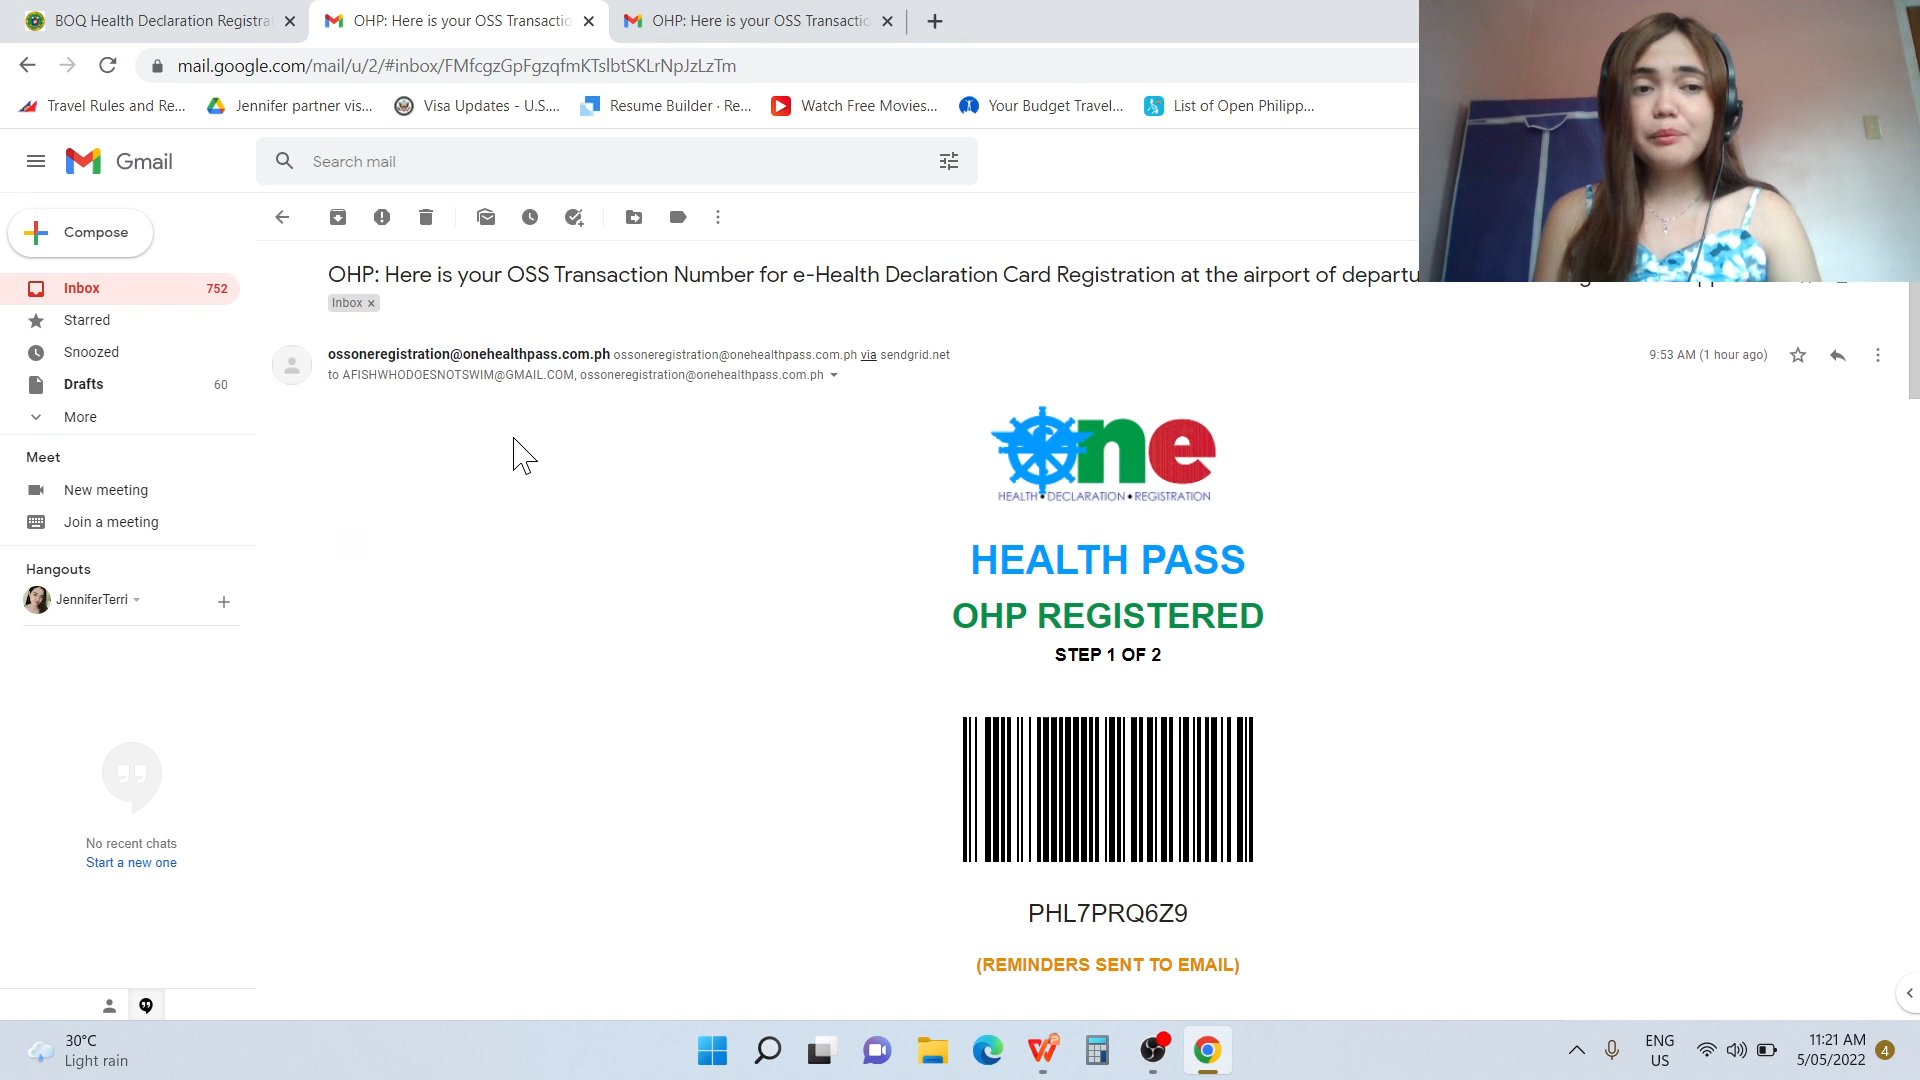 BOQ Health Declaration Registra
OHP: Here is your OSS Transactio
OHP: Here is your OSS Transactio
mail.google.com/mail/u/2/#inbox/FMfcgzGpFgzqfmKTslbtSKLrNpJzLzTm
Travel Rules and Re...
Jennifer partner vis...
Visa Updates - U.S....
Resume Builder · Re...
Watch Free Movies...
Your Budget Travel...
List of Open Philipp...
Gmail
Search mail
Compose
Inbox 752
Starred
Snoozed
Drafts 60
More
Meet
New meeting
Join a meeting
Hangouts
JenniferTerri
No recent chats
Start a new one
OHP: Here is your OSS Transaction Number for e-Health Declaration Card Registration at the airport of departu
Inbox x
ossoneregistration@onehealthpass.com.ph ossoneregistration@onehealthpass.com.ph via sendgrid.net
9:53 AM (1 hour ago)
to AFISHWHODOESNOTSWIM@GMAIL.COM, ossoneregistration@onehealthpass.com.ph
One
HEALTH • DECLARATION • REGISTRATION
HEALTH PASS
OHP REGISTERED
STEP 1 OF 2
PHL7PRQ6Z9
(REMINDERS SENT TO EMAIL)
30°C
Light rain
ENG
US
11:21 AM
5/05/2022
4